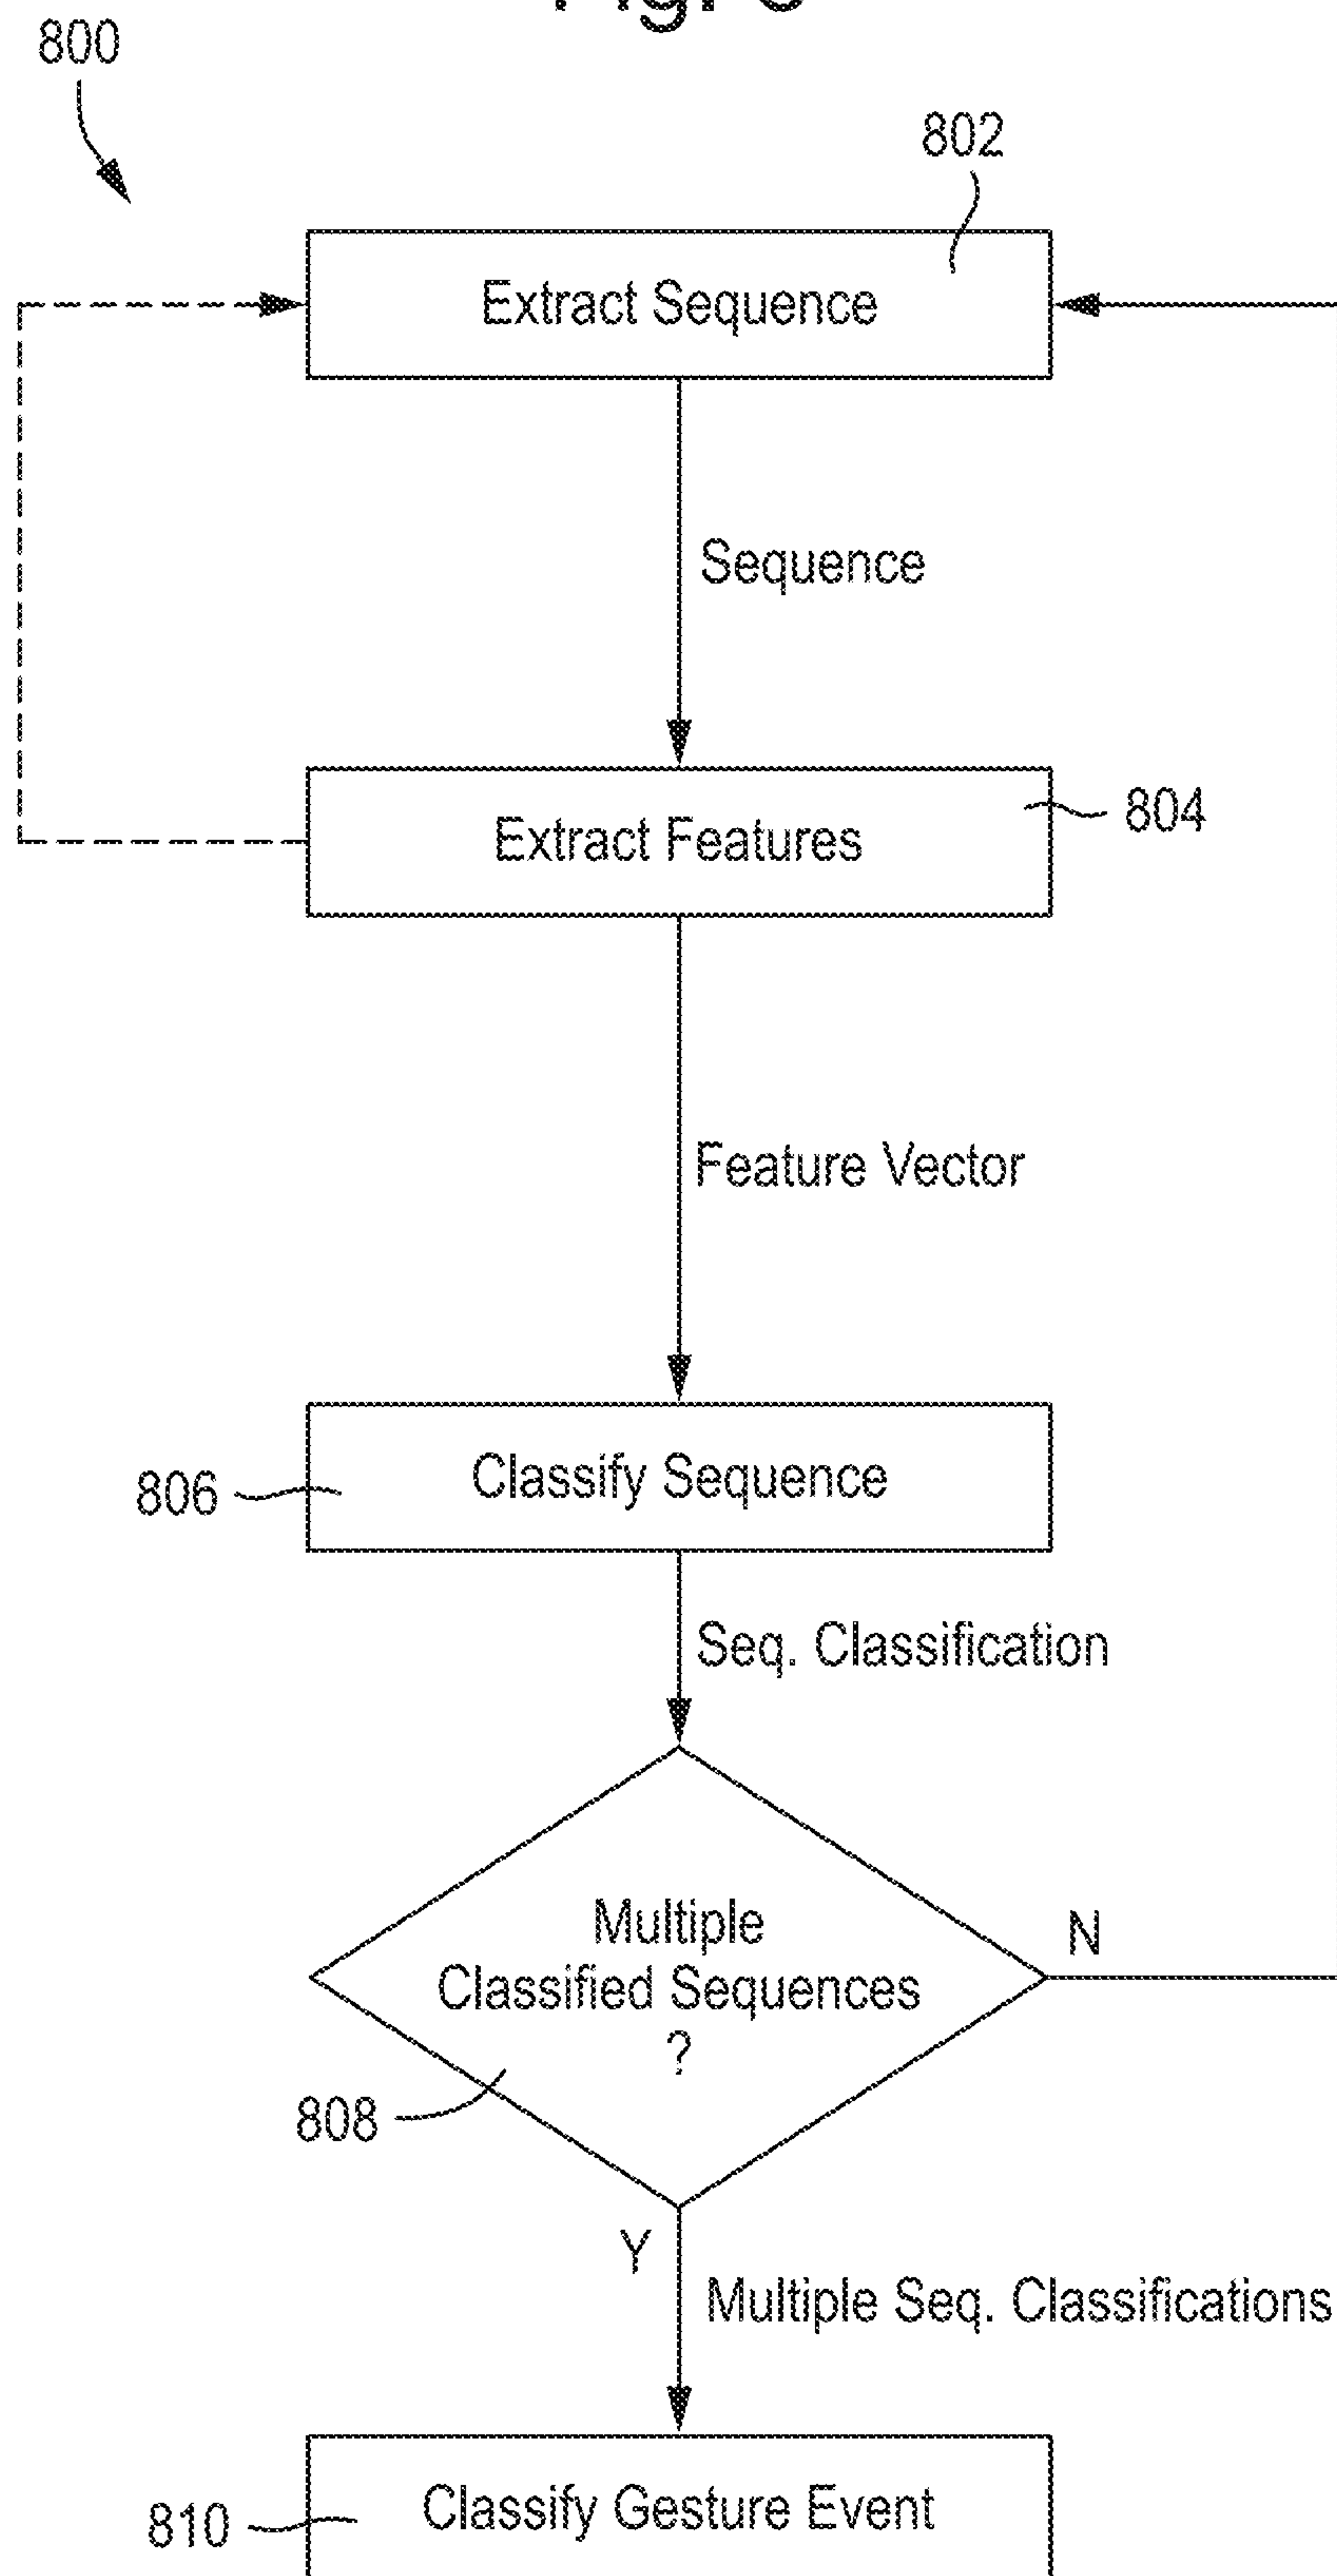 800
802
Extract Sequence
Sequence
Extract Features
804
Feature Vector
Classify Sequence
806
Seq. Classification
Multiple
Classified Sequences
?
N
808
Y
Multiple Seq. Classifications
Classify Gesture Event
810